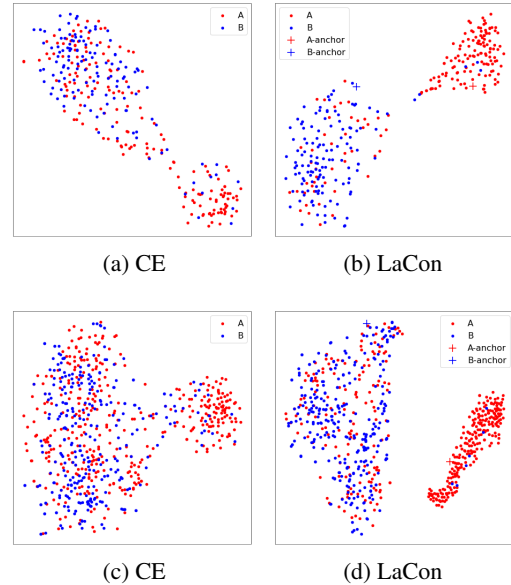 A
B
A
B
A-anchor
B-anchor
(a) CE
(b) LaCon
A
B
A
B
A-anchor
B-anchor
(c) CE
(d) LaCon